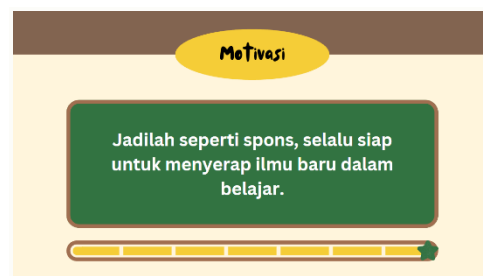 Motivasi
Jadilah seperti spons, selalu siap
untuk menyerap ilmu baru dalam
belajar.